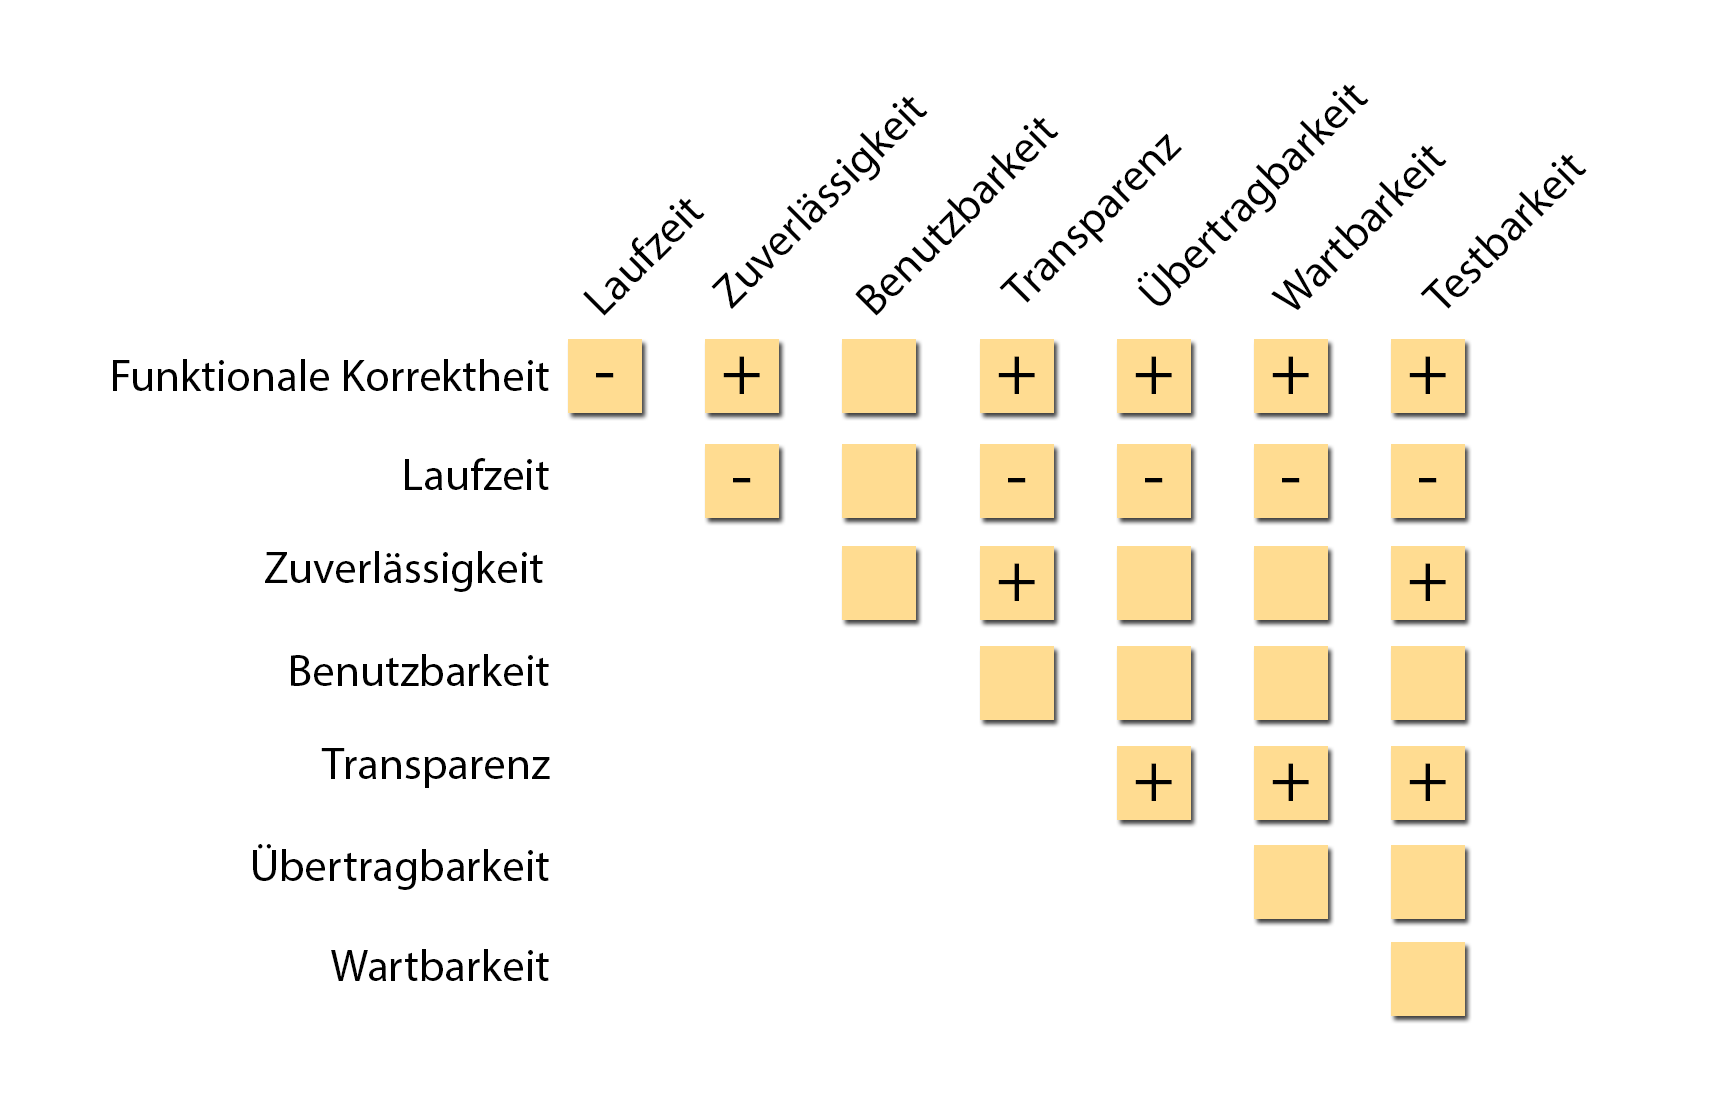 Laufzeit
Zuverlässigkeit
Benutzbarkeit
Transparenz
Übertragbarkeit
Wartbarkeit
Testbarkeit
Funktionale Korrektheit - + + + + +
Laufzeit - - - - -
Zuverlässigkeit + +
Benutzbarkeit
Transparenz + + +
Übertragbarkeit
Wartbarkeit